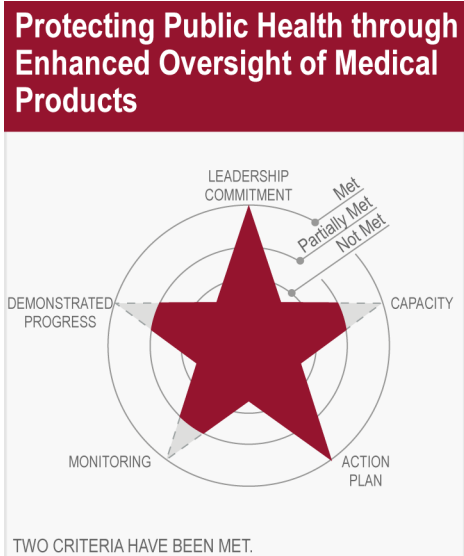 Protecting Public Health through
Enhanced Oversight of Medical
Products
LEADERSHIP
COMMITMENT
Met
Partially Met
Not Met
DEMONSTRATED
PROGRESS
CAPACITY
MONITORING
ACTION
PLAN
TWO CRITERIA HAVE BEEN MET.